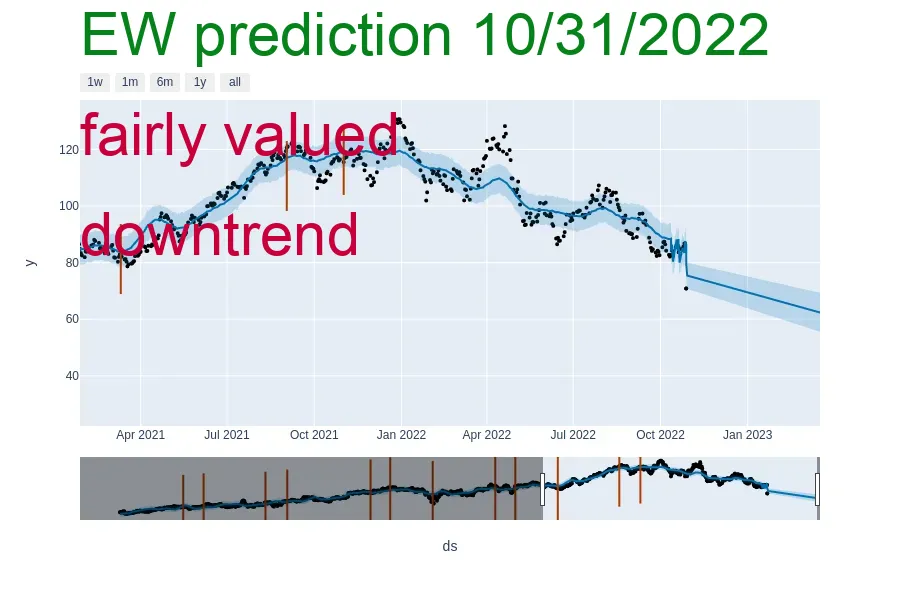 EW prediction 10/31/2022
1w 1m 6m 1y all
fairly valued
downtrend
120
100
80
60
40
y
Apr 2021 Jul 2021 Oct 2021 Jan 2022 Apr 2022 Jul 2022 Oct 2022 Jan 2023
ds